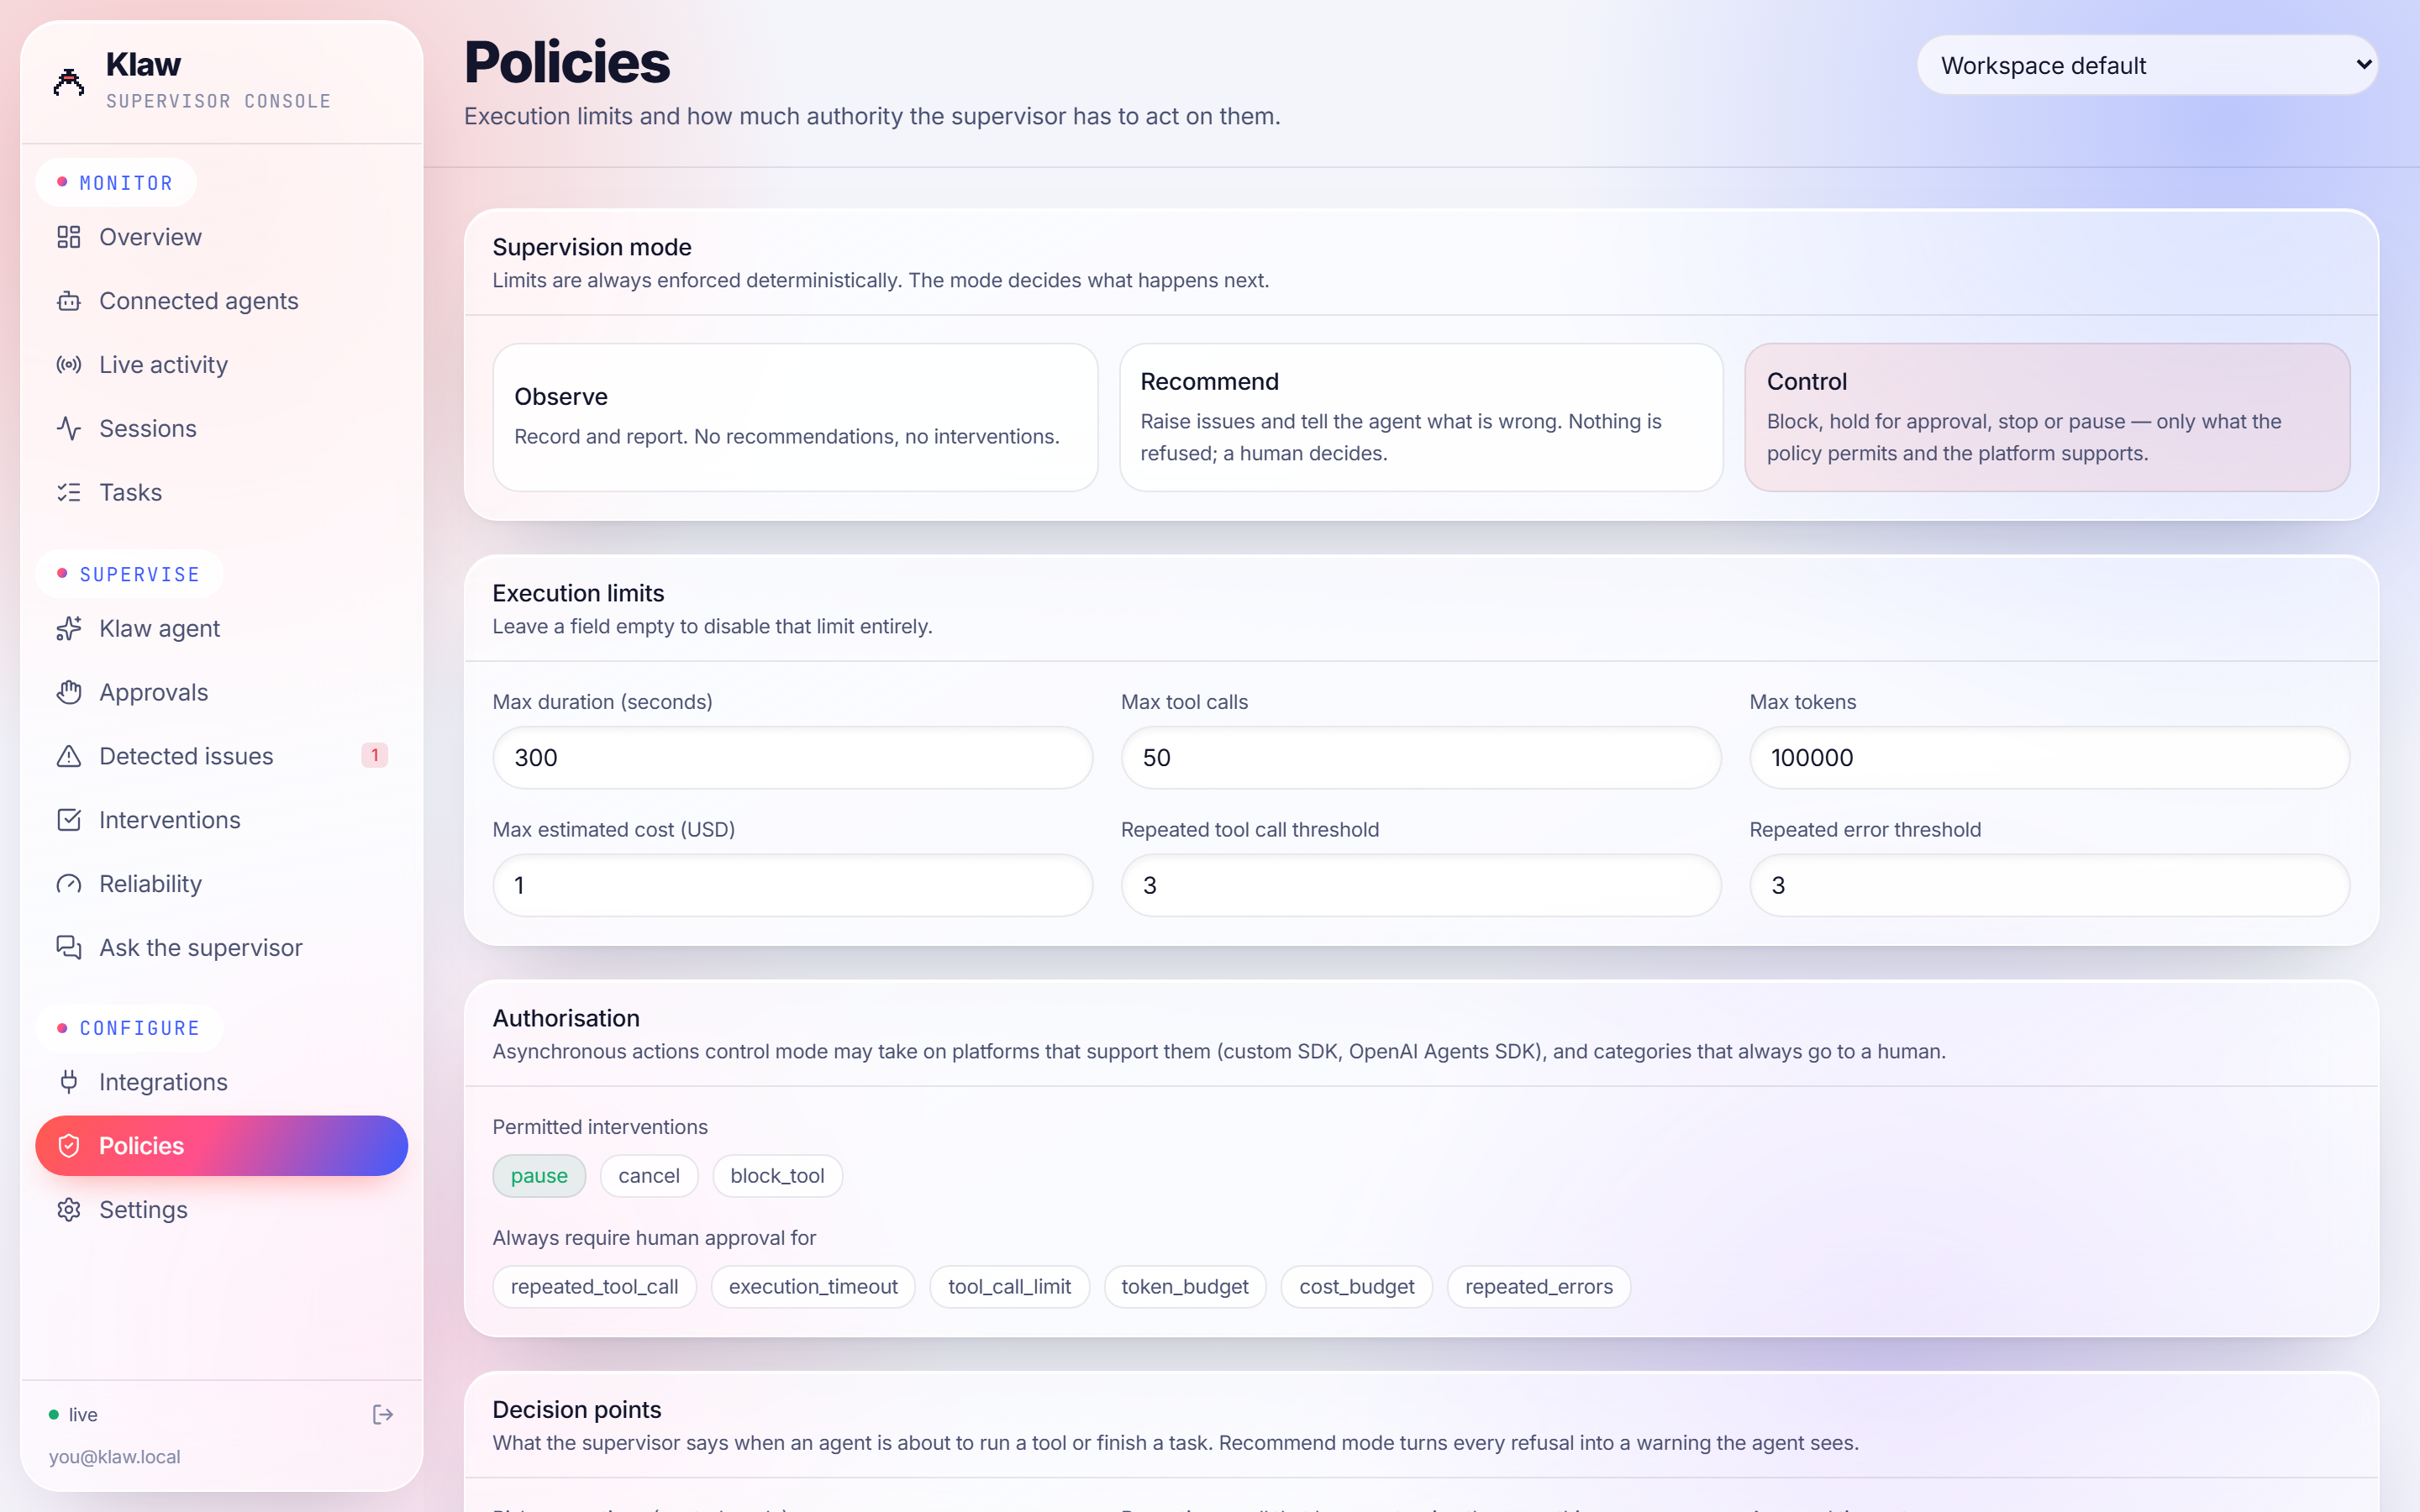 Klaw
SUPERVISOR CONSOLE
MONITOR
Overview
Connected agents
Live activity
Sessions
Tasks
SUPERVISE
Klaw agent
Approvals
Detected issues 1
Interventions
Reliability
Ask the supervisor
CONFIGURE
Integrations
Policies
Settings
live
you@klaw.local
Policies
Execution limits and how much authority the supervisor has to act on them.
Workspace default
Supervision mode
Limits are always enforced deterministically. The mode decides what happens next.
Observe
Record and report. No recommendations, no interventions.
Recommend
Raise issues and tell the agent what is wrong. Nothing is
refused; a human decides.
Control
Block, hold for approval, stop or pause — only what the
policy permits and the platform supports.
Execution limits
Leave a field empty to disable that limit entirely.
Max duration (seconds)
300
Max tool calls
50
Max tokens
100000
Max estimated cost (USD)
1
Repeated tool call threshold
3
Repeated error threshold
3
Authorisation
Asynchronous actions control mode may take on platforms that support them (custom SDK, OpenAI Agents SDK), and categories that always go to a human.
Permitted interventions
pause cancel block_tool
Always require human approval for
repeated_tool_call execution_timeout tool_call_limit token_budget cost_budget repeated_errors
Decision points
What the supervisor says when an agent is about to run a tool or finish a task. Recommend mode turns every refusal into a warning the agent sees.